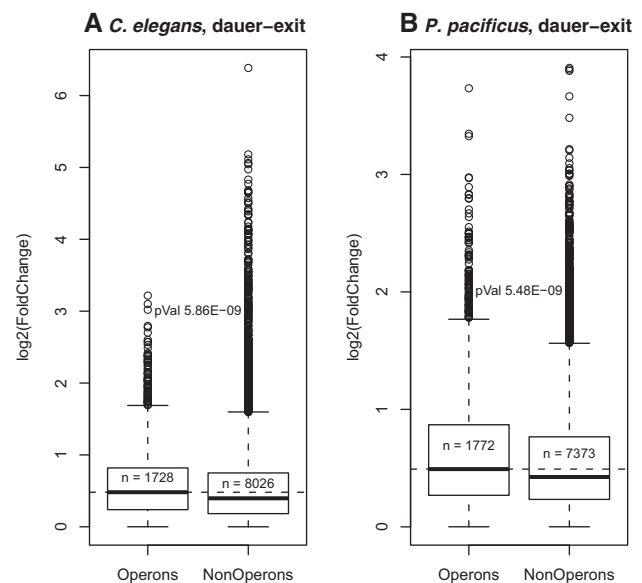 A C. elegans, dauer−exit
log2(FoldChange)
6
5
4
3
2
1
0
pVal 5.86E−09
n = 1728
n = 8026
Operons
NonOperons
B P. pacificus, dauer−exit
log2(FoldChange)
4
3
2
1
0
pVal 5.48E−09
n = 1772
n = 7373
Operons
NonOperons